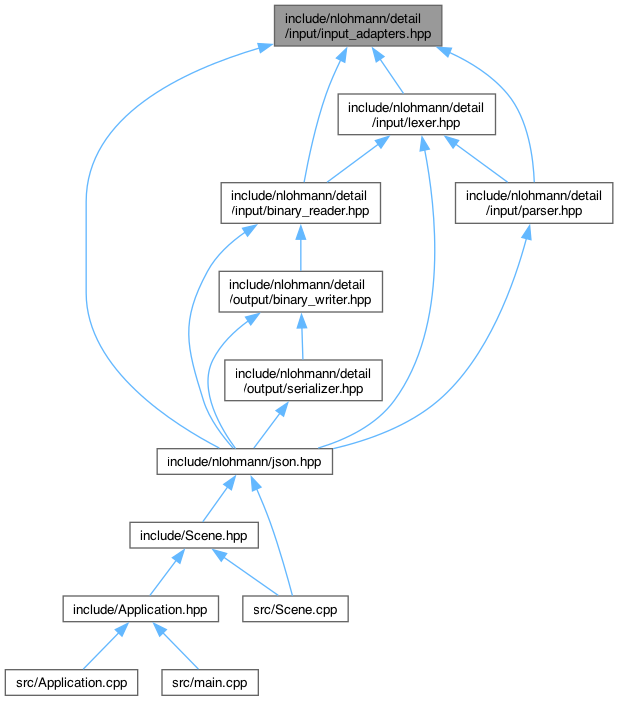 include/nlohmann/detail
/input/input_adapters.hpp
include/nlohmann/detail
/input/lexer.hpp
include/nlohmann/detail
/input/binary_reader.hpp
include/nlohmann/detail
/input/parser.hpp
include/nlohmann/detail
/output/binary_writer.hpp
include/nlohmann/detail
/output/serializer.hpp
include/nlohmann/json.hpp
include/Scene.hpp
include/Application.hpp
src/Scene.cpp
src/Application.cpp
src/main.cpp